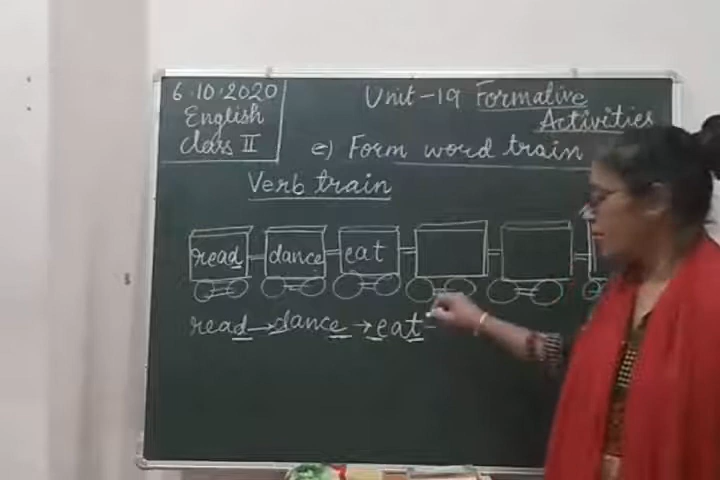 6.10.2020
English
Class II
Unit-19 Formative
Activities
e) Form word train
Verb train
read dance eat
read → dance → eat -